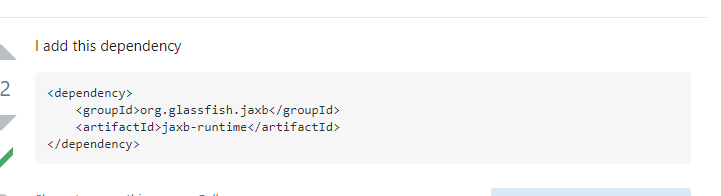 I add this dependency
2
<dependency>
    <groupId>org.glassfish.jaxb</groupId>
    <artifactId>jaxb-runtime</artifactId>
</dependency>